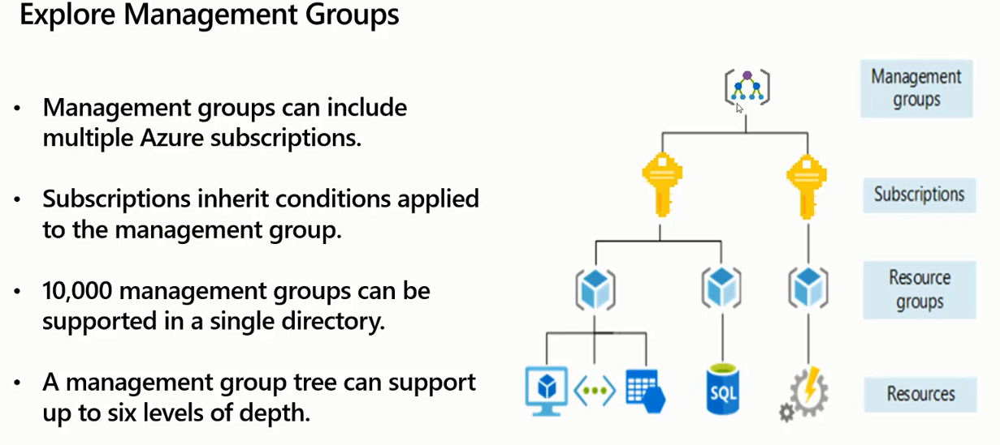 Explore Management Groups
• Management groups can include
multiple Azure subscriptions.
• Subscriptions inherit conditions applied
to the management group.
• 10,000 management groups can be
supported in a single directory.
• A management group tree can support
up to six levels of depth.
Management
groups
Subscriptions
Resource
groups
SQL
Resources